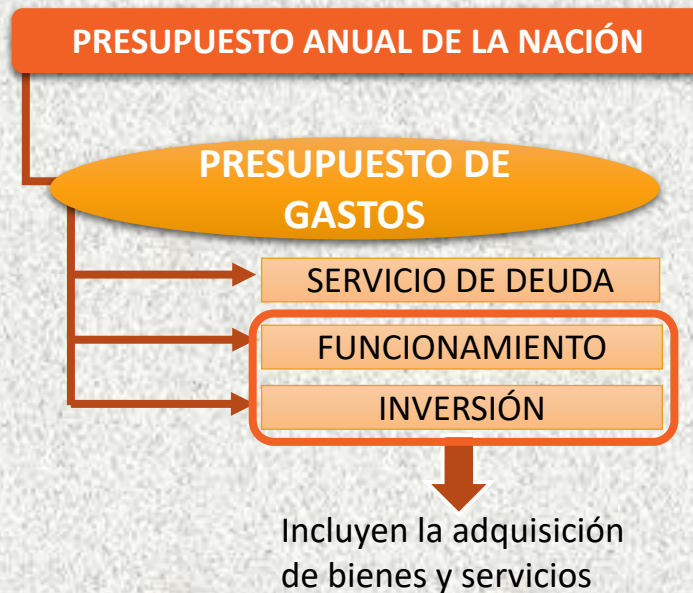 PRESUPUESTO ANUAL DE LA NACIÓN
PRESUPUESTO DE
GASTOS
SERVICIO DE DEUDA
FUNCIONAMIENTO
INVERSIÓN
Incluyen la adquisición
de bienes y servicios